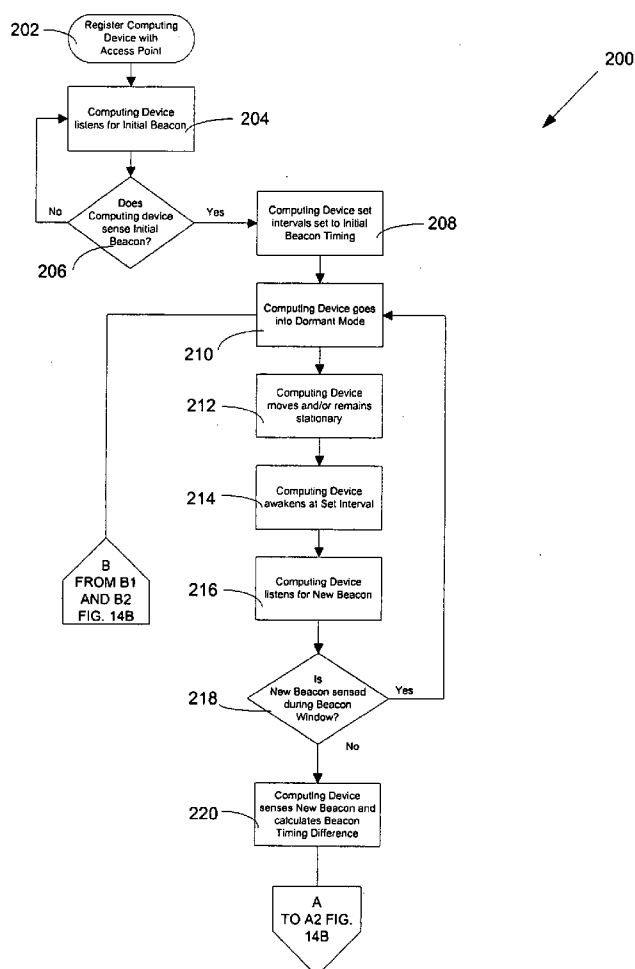 Register Computing
Device with
Access Point
202
200
Computing Device
listens for Initial Beacon
204
Does
Computing device
sense Initial
Beacon?
No
Yes
206
Computing Device set
intervals set to Initial
Beacon Timing
208
Computing Device goes
into Dormant Mode
210
Computing Device
moves and/or remains
stationary
212
Computing Device
awakens at Set Interval
214
B
FROM B1
AND B2
FIG. 14B
Computing Device
listens for New Beacon
216
Is
New Beacon sensed
during Beacon
Window?
Yes
218
No
Computing Device
senses New Beacon and
calculates Beacon
Timing Difference
220
A
TO A2 FIG.
14B